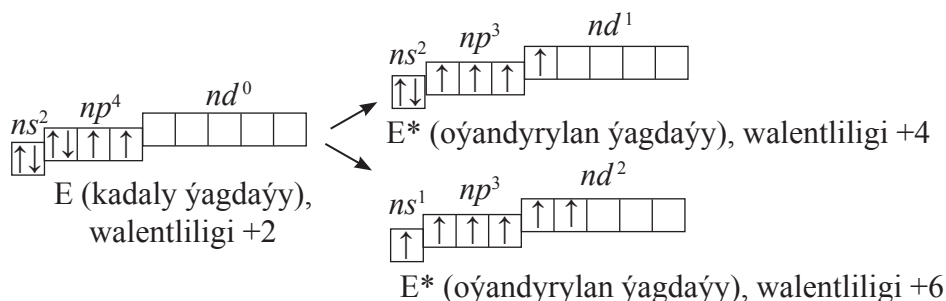 ns² np⁴ nd⁰
E (kadaly ýagdaýy),
walentliligi +2
ns² np³ nd¹
E* (oýandyrylan ýagdaýy), walentliligi +4
ns¹ np³ nd²
E* (oýandyrylan ýagdaýy), walentliligi +6